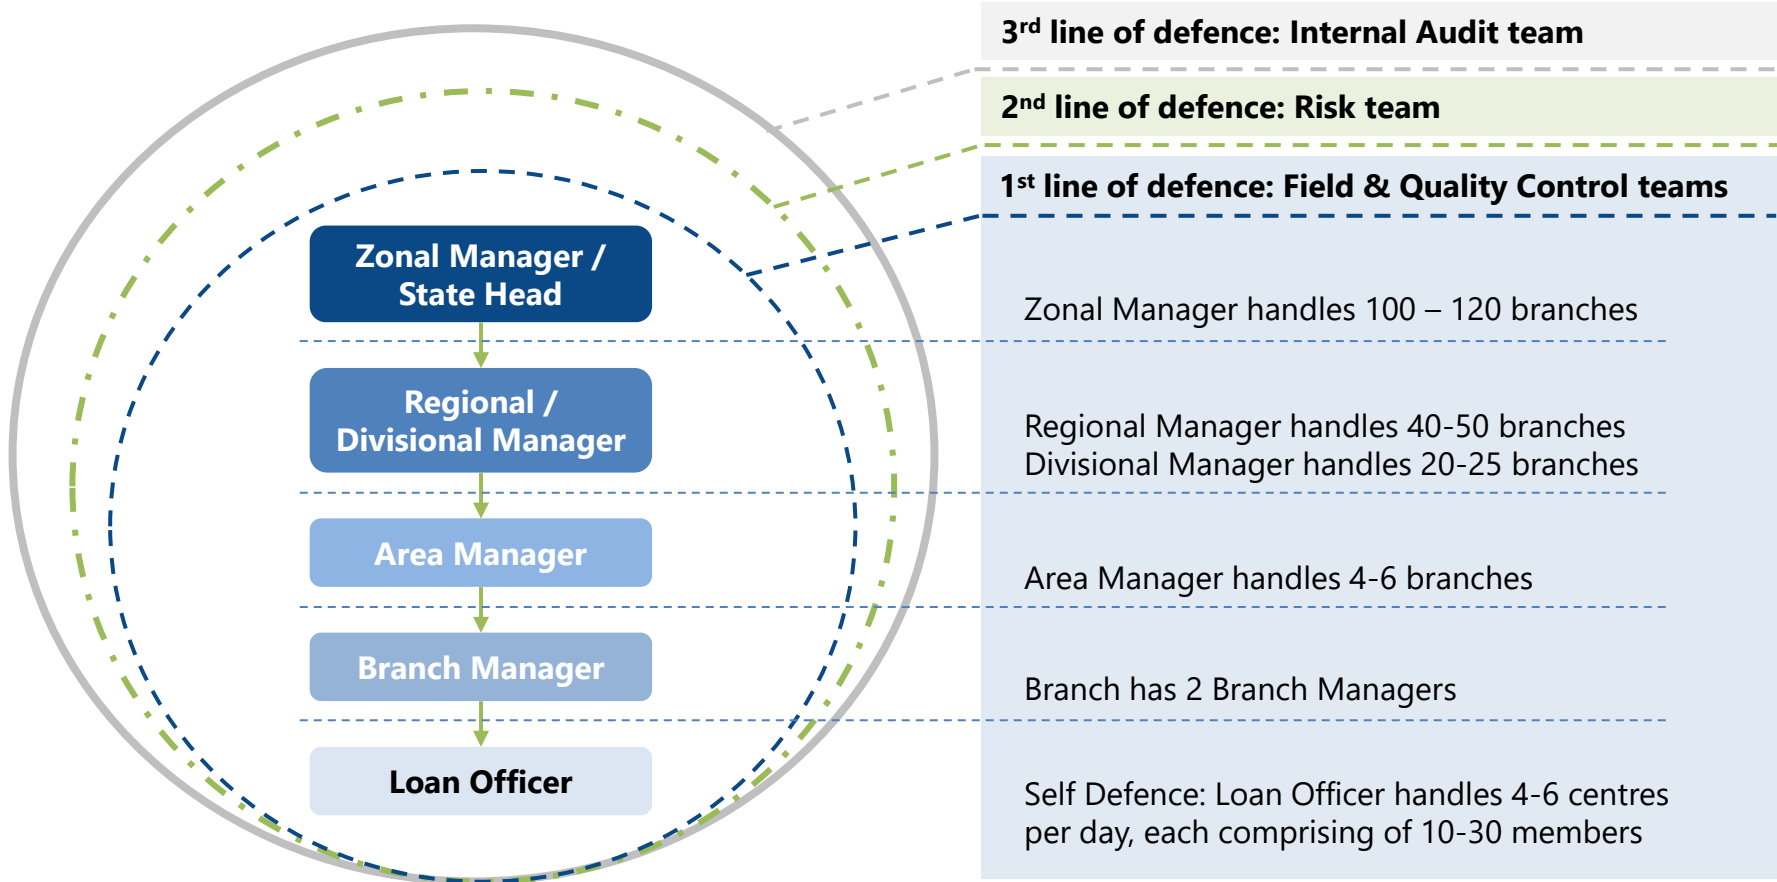 3rd line of defence: Internal Audit team
2nd line of defence: Risk team
1st line of defence: Field & Quality Control teams
Zonal Manager /
State Head
Zonal Manager handles 100 – 120 branches
Regional /
Divisional Manager
Regional Manager handles 40-50 branches
Divisional Manager handles 20-25 branches
Area Manager
Area Manager handles 4-6 branches
Branch Manager
Branch has 2 Branch Managers
Loan Officer
Self Defence: Loan Officer handles 4-6 centres
per day, each comprising of 10-30 members